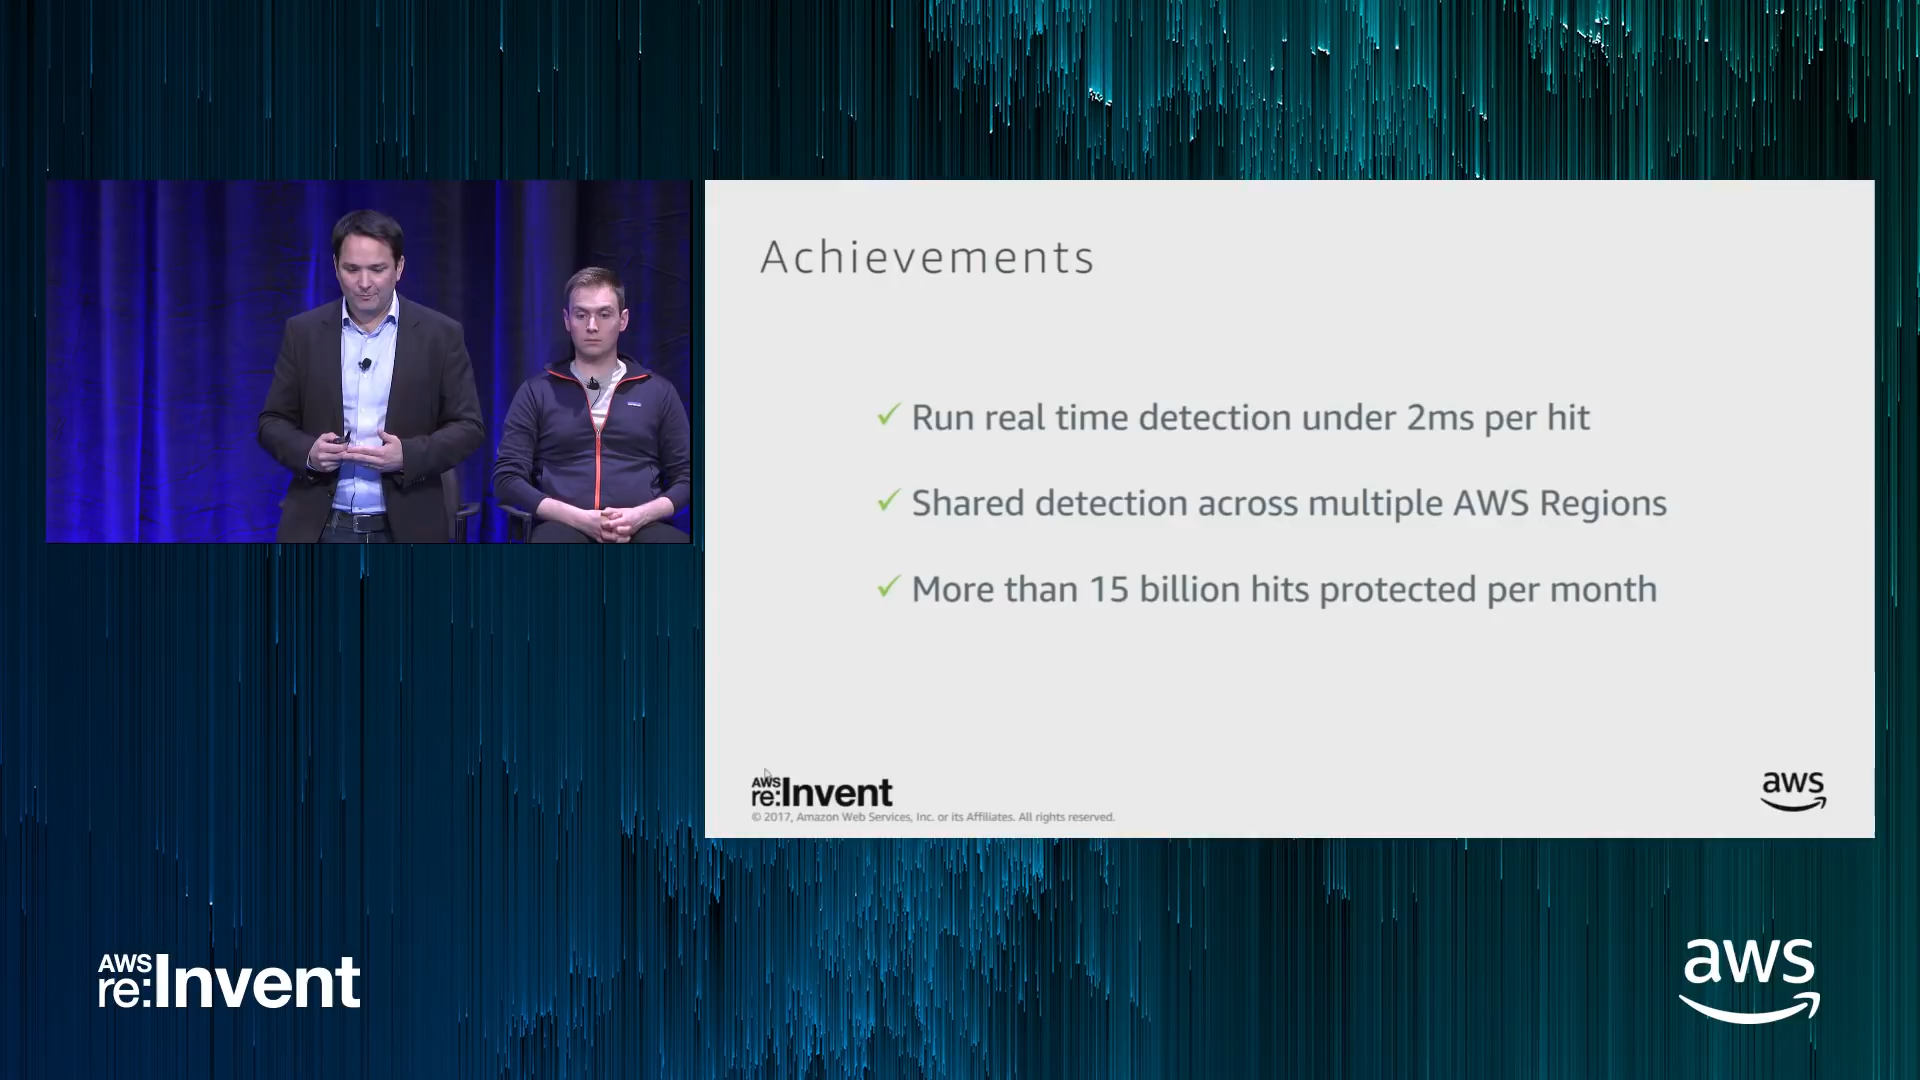 Achievements
✓ Run real time detection under 2ms per hit
✓ Shared detection across multiple AWS Regions
✓ More than 15 billion hits protected per month
AWS
re:Invent
© 2017, Amazon Web Services, Inc. or its Affiliates. All rights reserved.
aws
AWS
re:Invent
aws